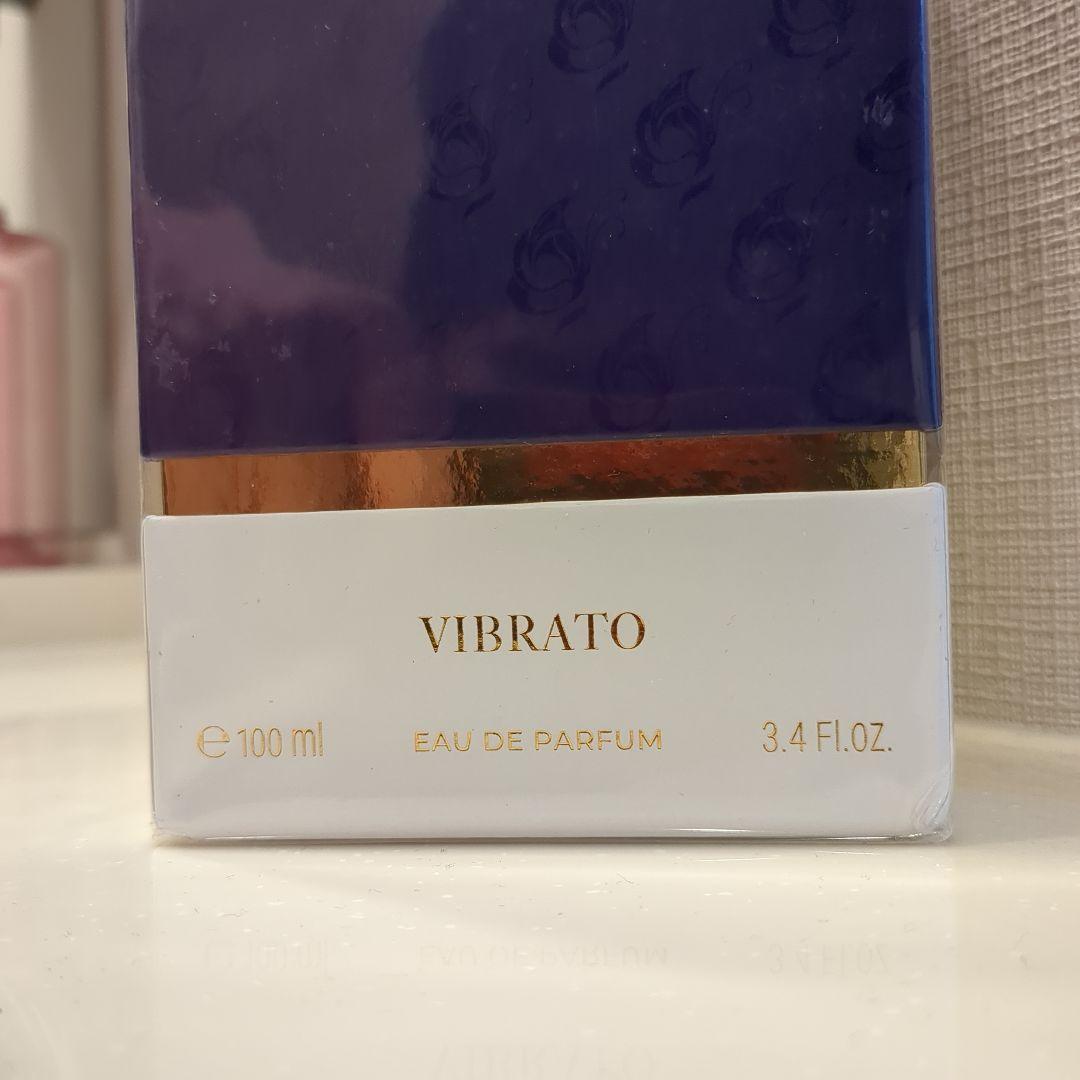 VIBRATO
℮100 ml EAU DE PARFUM 3.4 Fl.oz.